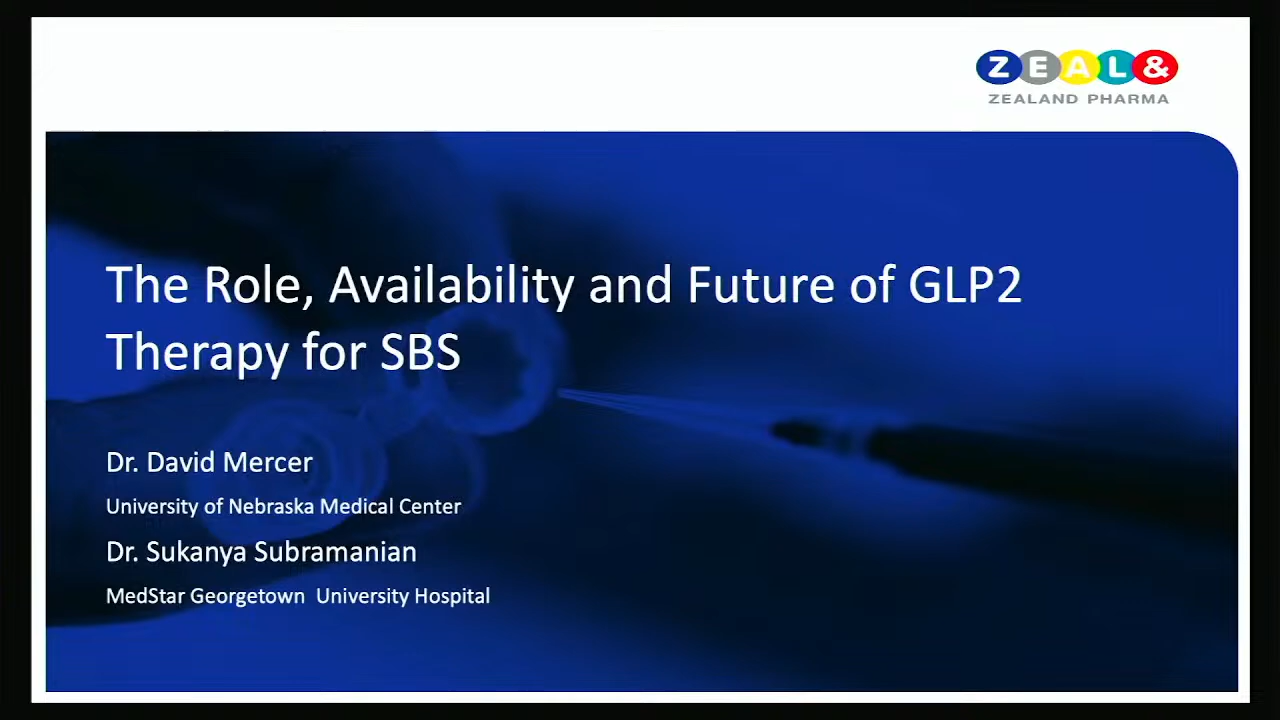 ZEAL&
ZEALAND PHARMA
The Role, Availability and Future of GLP2
Therapy for SBS
Dr. David Mercer
University of Nebraska Medical Center
Dr. Sukanya Subramanian
MedStar Georgetown University Hospital